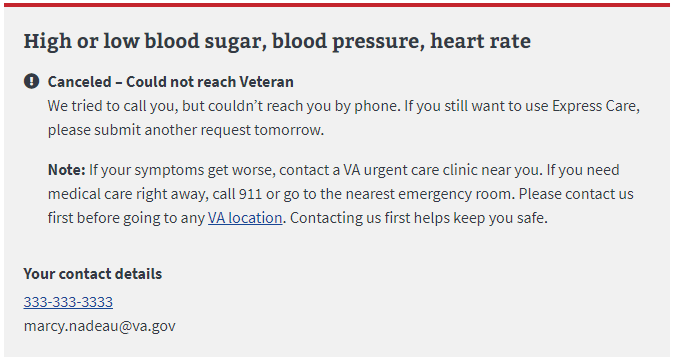 High or low blood sugar, blood pressure, heart rate
Canceled – Could not reach Veteran
We tried to call you, but couldn’t reach you by phone. If you still want to use Express Care,
please submit another request tomorrow.
Note: If your symptoms get worse, contact a VA urgent care clinic near you. If you need
medical care right away, call 911 or go to the nearest emergency room. Please contact us
first before going to any VA location. Contacting us first helps keep you safe.
Your contact details
333-333-3333
marcy.nadeau@va.gov